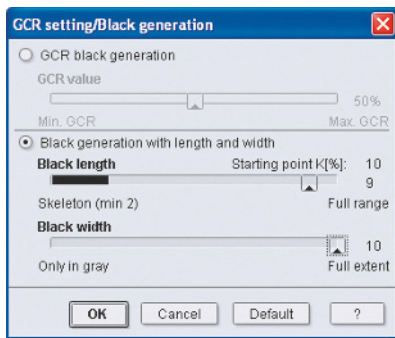 GCR setting/Black generation
GCR black generation
GCR value
50%
Min. GCR Max. GCR
Black generation with length and width
Black length Starting point K[%]: 10
9
Skeleton (min 2) Full range
Black width
10
Only in gray Full extent
OK Cancel Default ?